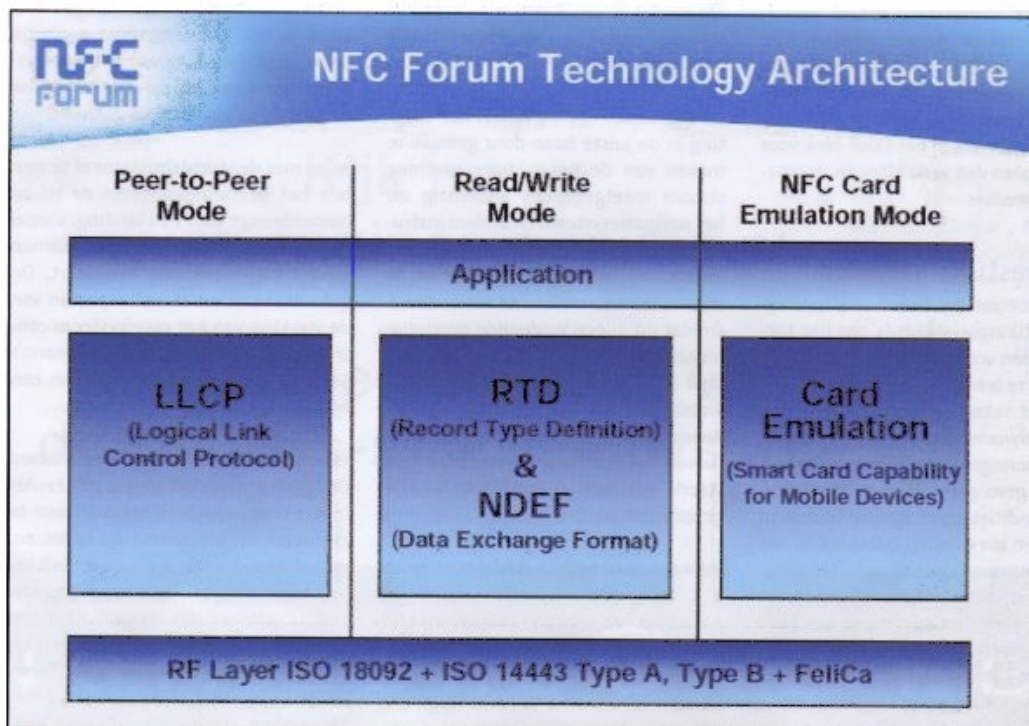 NFC
FORUM
NFC Forum Technology Architecture
Peer-to-Peer
Mode
Read/Write
Mode
NFC Card
Emulation Mode
Application
LLCP
(Logical Link
Control Protocol)
RTD
(Record Type Definition)
&
NDEF
(Data Exchange Format)
Card
Emulation
(Smart Card Capability
for Mobile Devices)
RF Layer ISO 18092 + ISO 14443 Type A, Type B + FeliCa